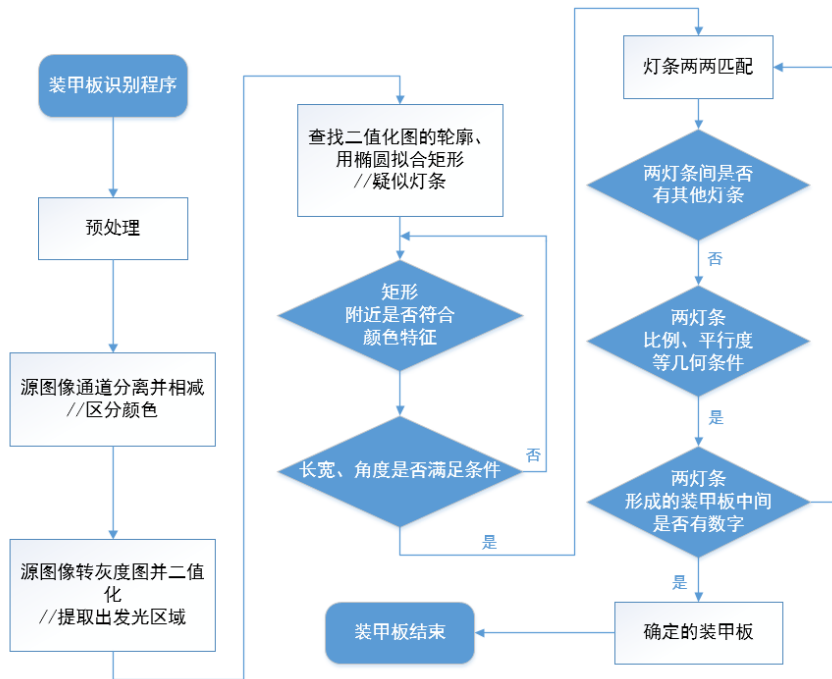 装甲板识别程序
预处理
源图像通道分离并相减
//区分颜色
源图像转灰度图并二值
化
//提取出发光区域
查找二值化图的轮廓、
用椭圆拟合矩形
//疑似灯条
矩形
附近是否符合
颜色特征
长宽、角度是否满足条件
否
是
灯条两两匹配
两灯条间是否
有其他灯条
否
两灯条
比例、平行度
等几何条件
是
两灯条
形成的装甲板中间
是否有数字
是
确定的装甲板
装甲板结束